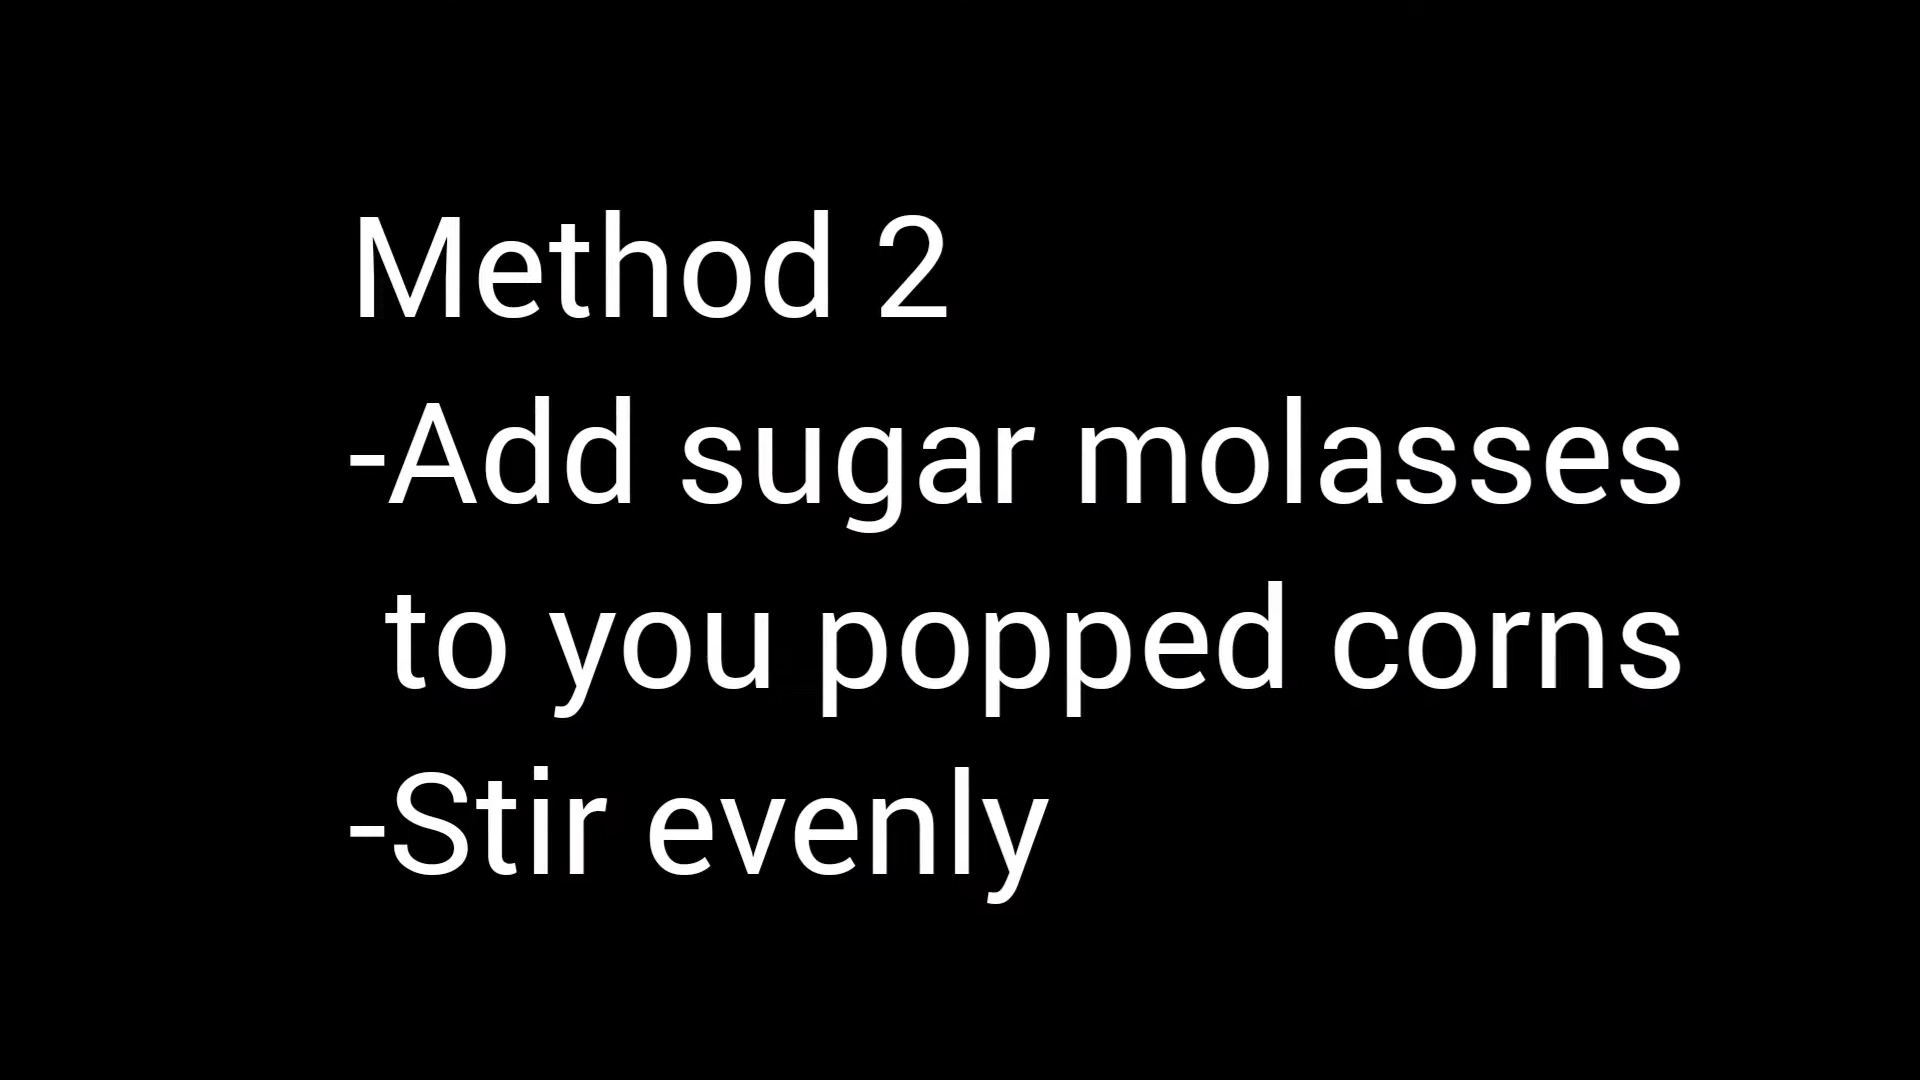 Method 2
-Add sugar molasses
to you popped corns
-Stir evenly